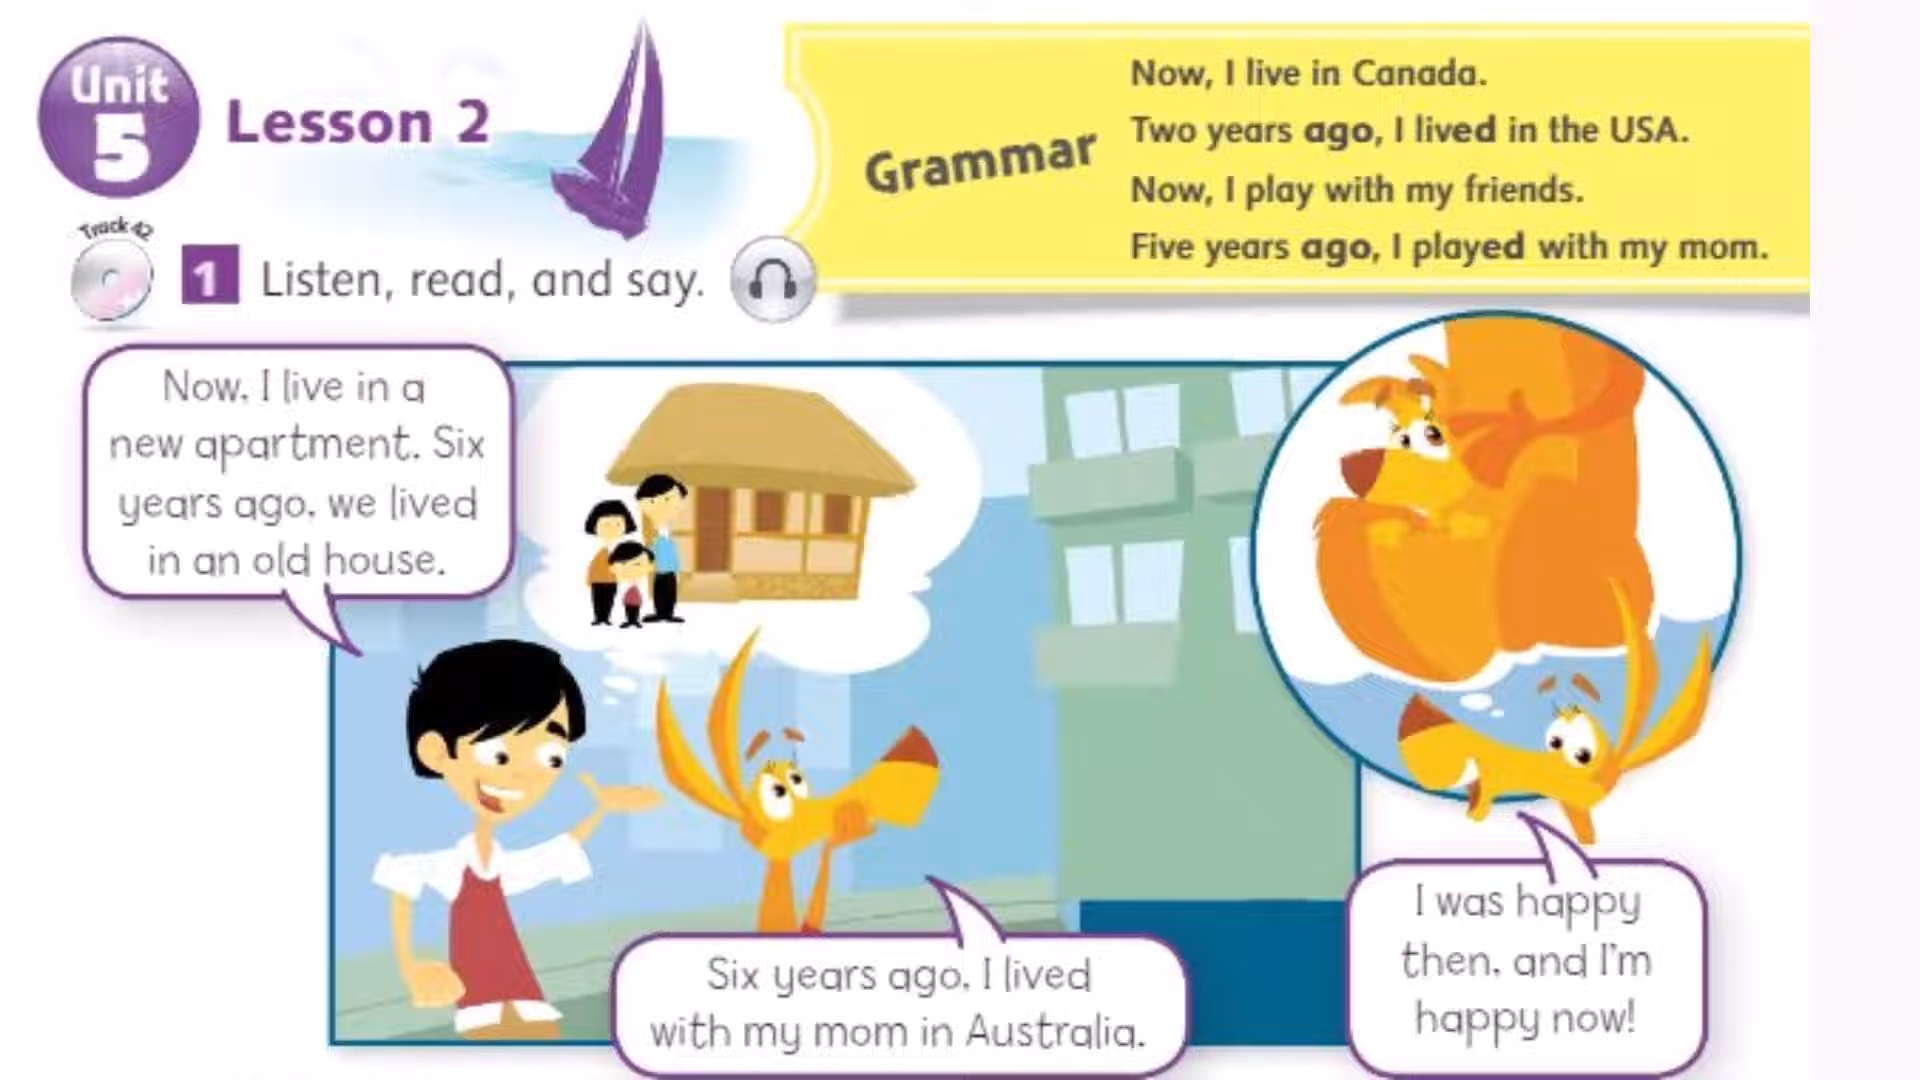 Unit
5
Lesson 2
Grammar
Now, I live in Canada.
Two years ago, I lived in the USA.
Now, I play with my friends.
Five years ago, I played with my mom.
Track 42
1 Listen, read, and say.
Now, I live in a
new apartment. Six
years ago, we lived
in an old house.
Six years ago, I lived
with my mom in Australia.
I was happy
then, and I'm
happy now!